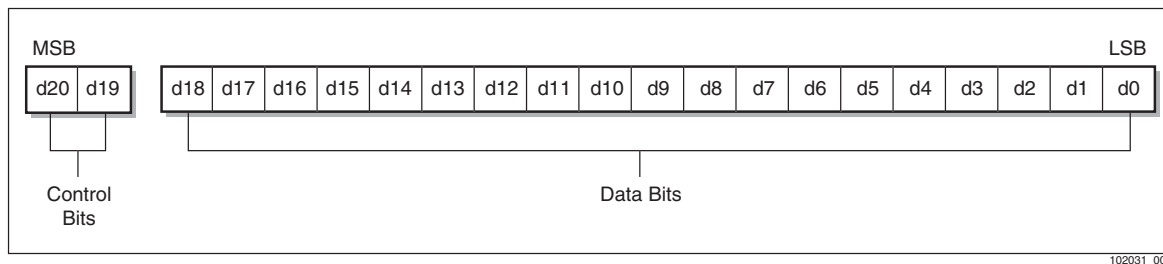 MSB LSB
d20 d19 d18 d17 d16 d15 d14 d13 d12 d11 d10 d9 d8 d7 d6 d5 d4 d3 d2 d1 d0
Control
Bits
Data Bits
102031_00